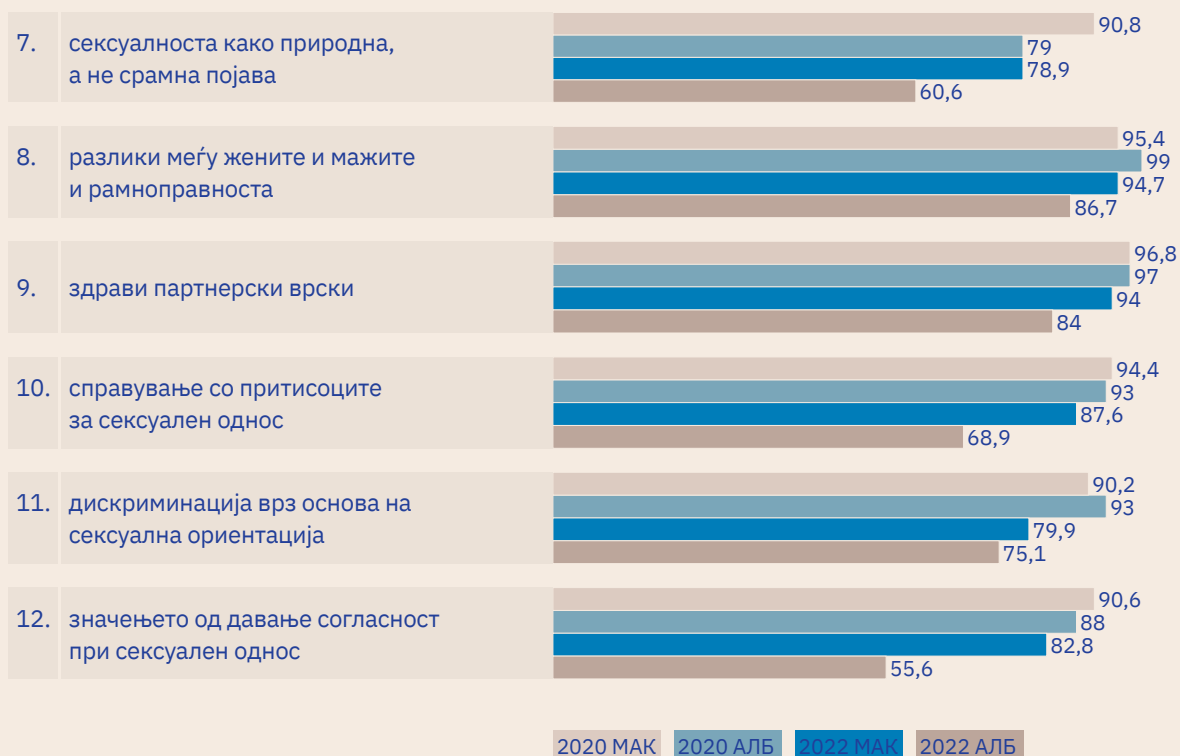 7. сексуалноста како природна,
а не срамна појава
90,8
79
78,9
60,6
8. разлики меѓу жените и мажите
и рамноправноста
95,4
99
94,7
86,7
9. здрави партнерски врски
96,8
97
94
84
10. справување со притисоците
за сексуален однос
94,4
93
87,6
68,9
11. дискриминација врз основа на
сексуална ориентација
90,2
93
79,9
75,1
12. значењето од давање согласност
при сексуален однос
90,6
88
82,8
55,6
2020 МАК 2020 АЛБ 2022 МАК 2022 АЛБ